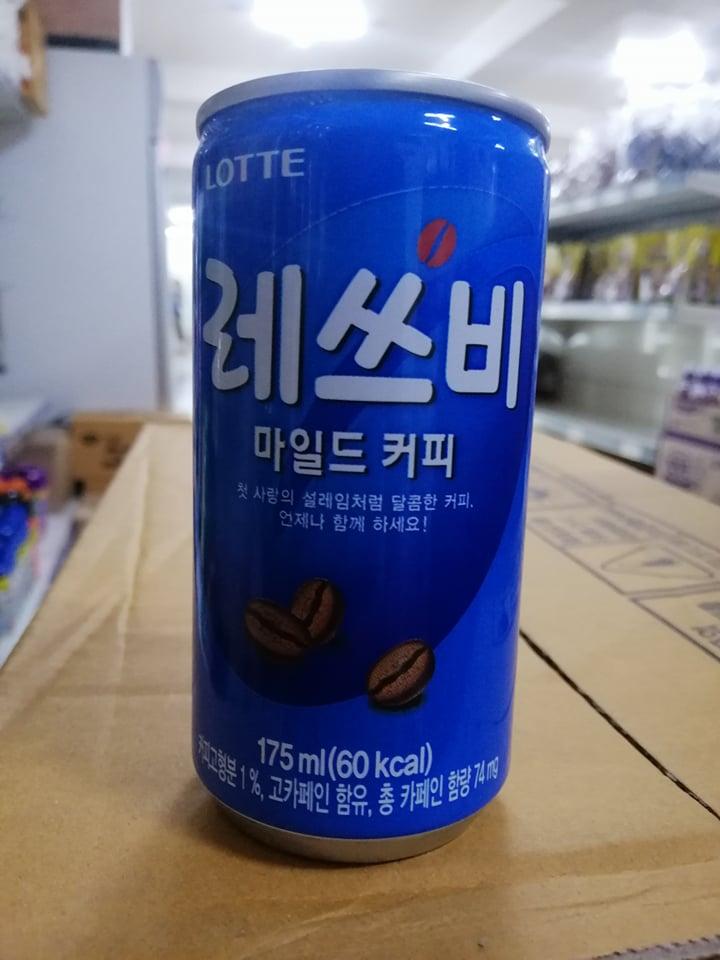 LOTTE
레쓰비
마일드 커피
첫 사랑의 설레임처럼 달콤한 커피.
언제나 함께 하세요!
175 ml(60 kcal)
커피고형분 1 %, 고카페인 함유, 총 카페인 함량 74 mg